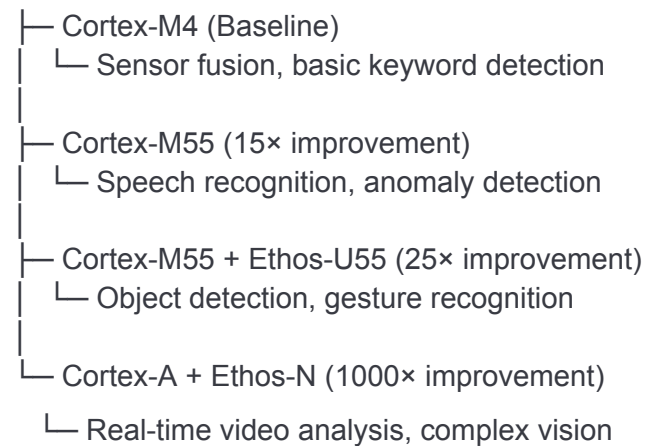 ├─ Cortex-M4 (Baseline)
│ └─ Sensor fusion, basic keyword detection
│
├─ Cortex-M55 (15× improvement)
│ └─ Speech recognition, anomaly detection
│
├─ Cortex-M55 + Ethos-U55 (25× improvement)
│ └─ Object detection, gesture recognition
│
└─ Cortex-A + Ethos-N (1000× improvement)
└─ Real-time video analysis, complex vision